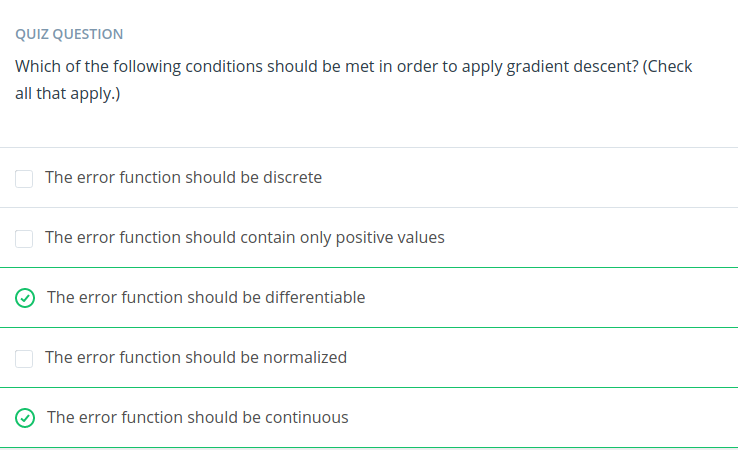 QUIZ QUESTION
Which of the following conditions should be met in order to apply gradient descent? (Check
all that apply.)
The error function should be discrete
The error function should contain only positive values
The error function should be differentiable
The error function should be normalized
The error function should be continuous